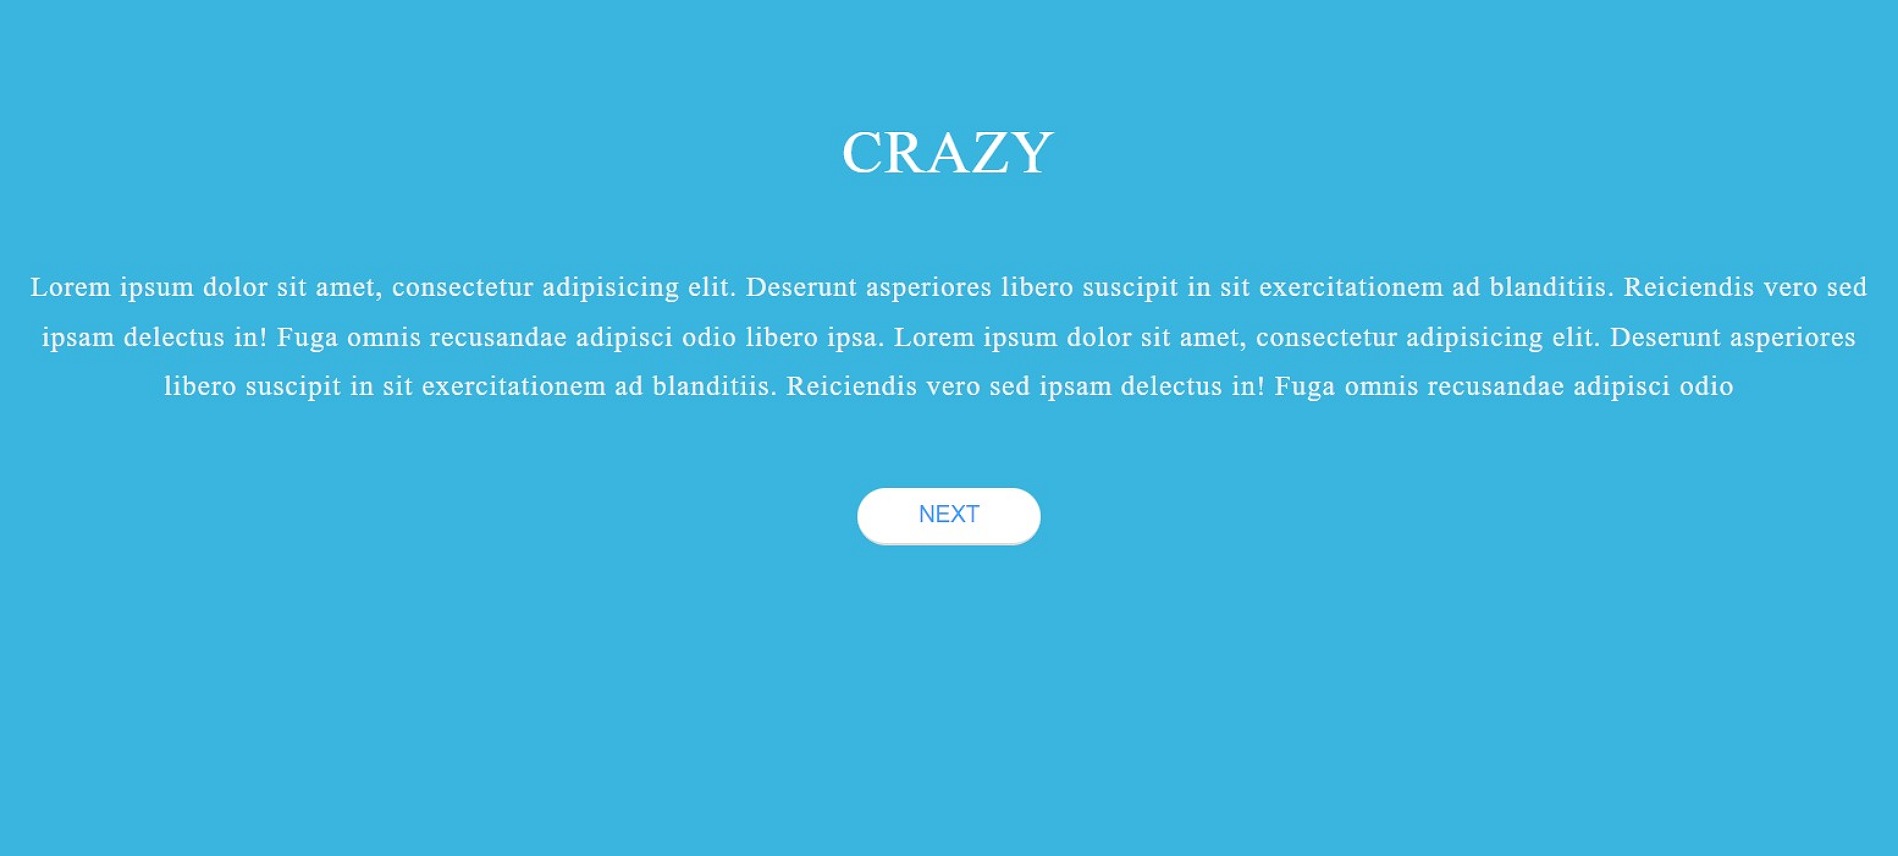 CRAZY
Lorem ipsum dolor sit amet, consectetur adipisicing elit. Deserunt asperiores libero suscipit in sit exercitationem ad blanditiis. Reiciendis vero sed
ipsam delectus in! Fuga omnis recusandae adipisci odio libero ipsa. Lorem ipsum dolor sit amet, consectetur adipisicing elit. Deserunt asperiores
libero suscipit in sit exercitationem ad blanditiis. Reiciendis vero sed ipsam delectus in! Fuga omnis recusandae adipisci odio
NEXT